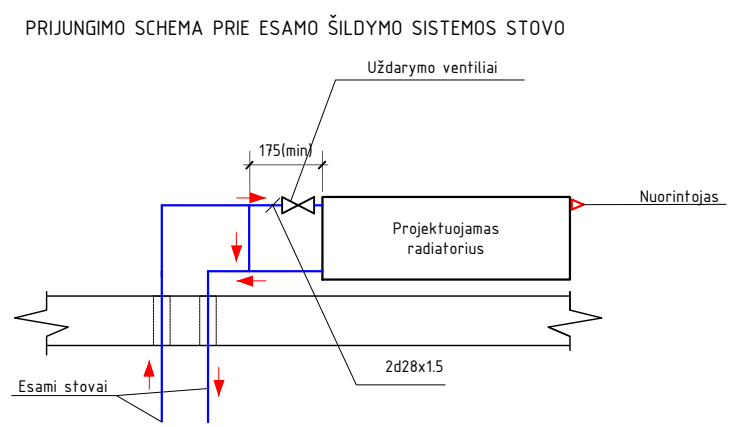 PRIJUNGIMO SCHEMA PRIE ESAMO ŠILDYMO SISTEMOS STOVO
Uždarymo ventiliai
175(min)
Nuorintojas
Projektuojamas
radiatorius
2d28x1.5
Esami stovai